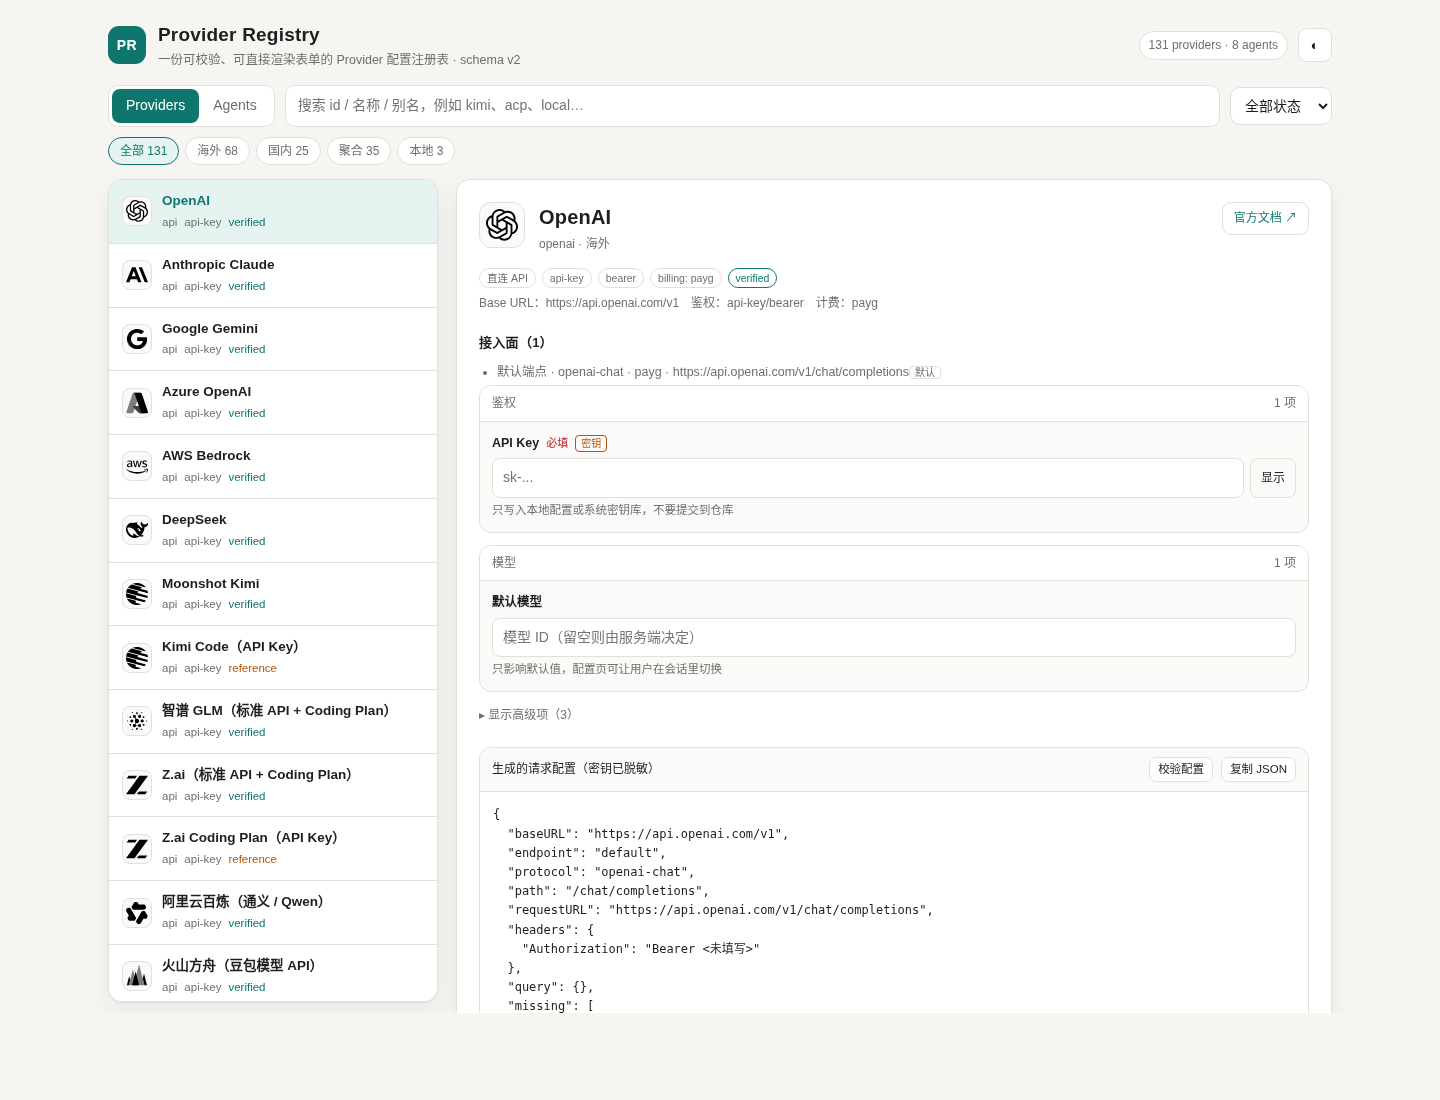 PR
Provider Registry
一份可校验、可直接渲染表单的 Provider 配置注册表 · schema v2
131 providers · 8 agents
Providers
Agents
搜索 id / 名称 / 别名，例如 kimi、acp、local…
全部状态
全部 131
海外 68
国内 25
聚合 35
本地 3
OpenAI
api api-key verified
Anthropic Claude
api api-key verified
Google Gemini
api api-key verified
Azure OpenAI
api api-key verified
aws
AWS Bedrock
api api-key verified
DeepSeek
api api-key verified
Moonshot Kimi
api api-key verified
Kimi Code（API Key）
api api-key reference
智谱 GLM（标准 API + Coding Plan）
api api-key verified
Z.ai（标准 API + Coding Plan）
api api-key verified
Z.ai Coding Plan（API Key）
api api-key reference
阿里云百炼（通义 / Qwen）
api api-key verified
火山方舟（豆包模型 API）
api api-key verified
OpenAI
openai · 海外
官方文档 ↗
直连 API
api-key
bearer
billing: payg
verified
Base URL：https://api.openai.com/v1 鉴权：api-key/bearer 计费：payg
接入面（1）
• 默认端点 · openai-chat · payg · https://api.openai.com/v1/chat/completions 默认
鉴权
1 项
API Key 必填 密钥
sk-...
显示
只写入本地配置或系统密钥库，不要提交到仓库
模型
1 项
默认模型
模型 ID（留空则由服务端决定）
只影响默认值，配置页可让用户在会话里切换
▸ 显示高级项（3）
生成的请求配置（密钥已脱敏）
校验配置
复制 JSON
{
"baseURL": "https://api.openai.com/v1",
"endpoint": "default",
"protocol": "openai-chat",
"path": "/chat/completions",
"requestURL": "https://api.openai.com/v1/chat/completions",
"headers": {
"Authorization": "Bearer <未填写>"
},
"query": {},
"missing": [